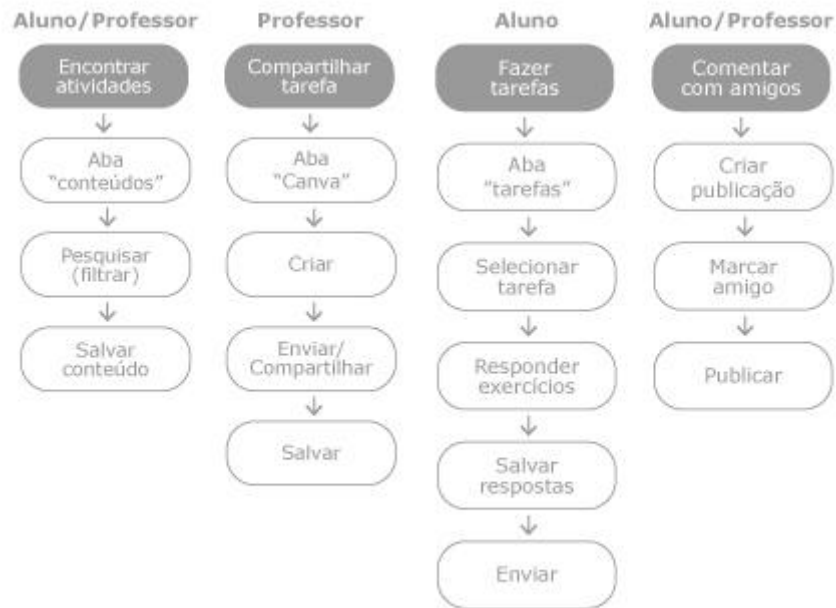 Aluno/Professor
Encontrar
atividades
Aba
"conteúdos"
Pesquisar
(filtrar)
Salvar
conteúdo
Professor
Compartilhar
tarefa
Aba
"Canva"
Criar
Enviar/
Compartilhar
Salvar
Aluno
Fazer
tarefas
Aba
"tarefas"
Selecionar
tarefa
Responder
exercícios
Salvar
respostas
Enviar
Aluno/Professor
Comentar
com amigos
Criar
publicação
Marcar
amigo
Publicar